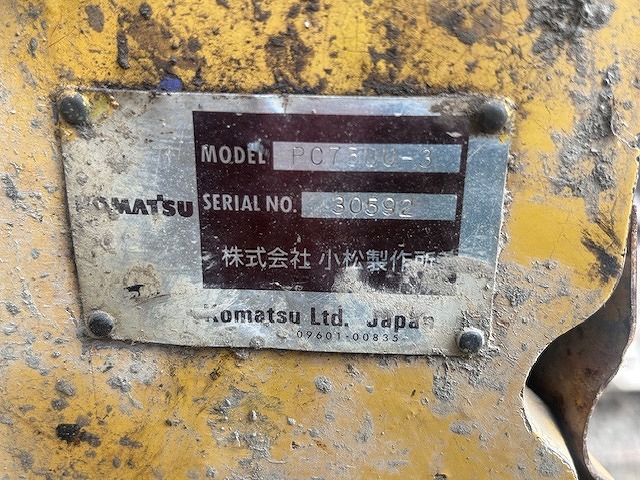 MODEL PC75UU-3
KOMATSU SERIAL NO. 30592
株式会社 小松製作所
Komatsu Ltd. Japan
09601-00835